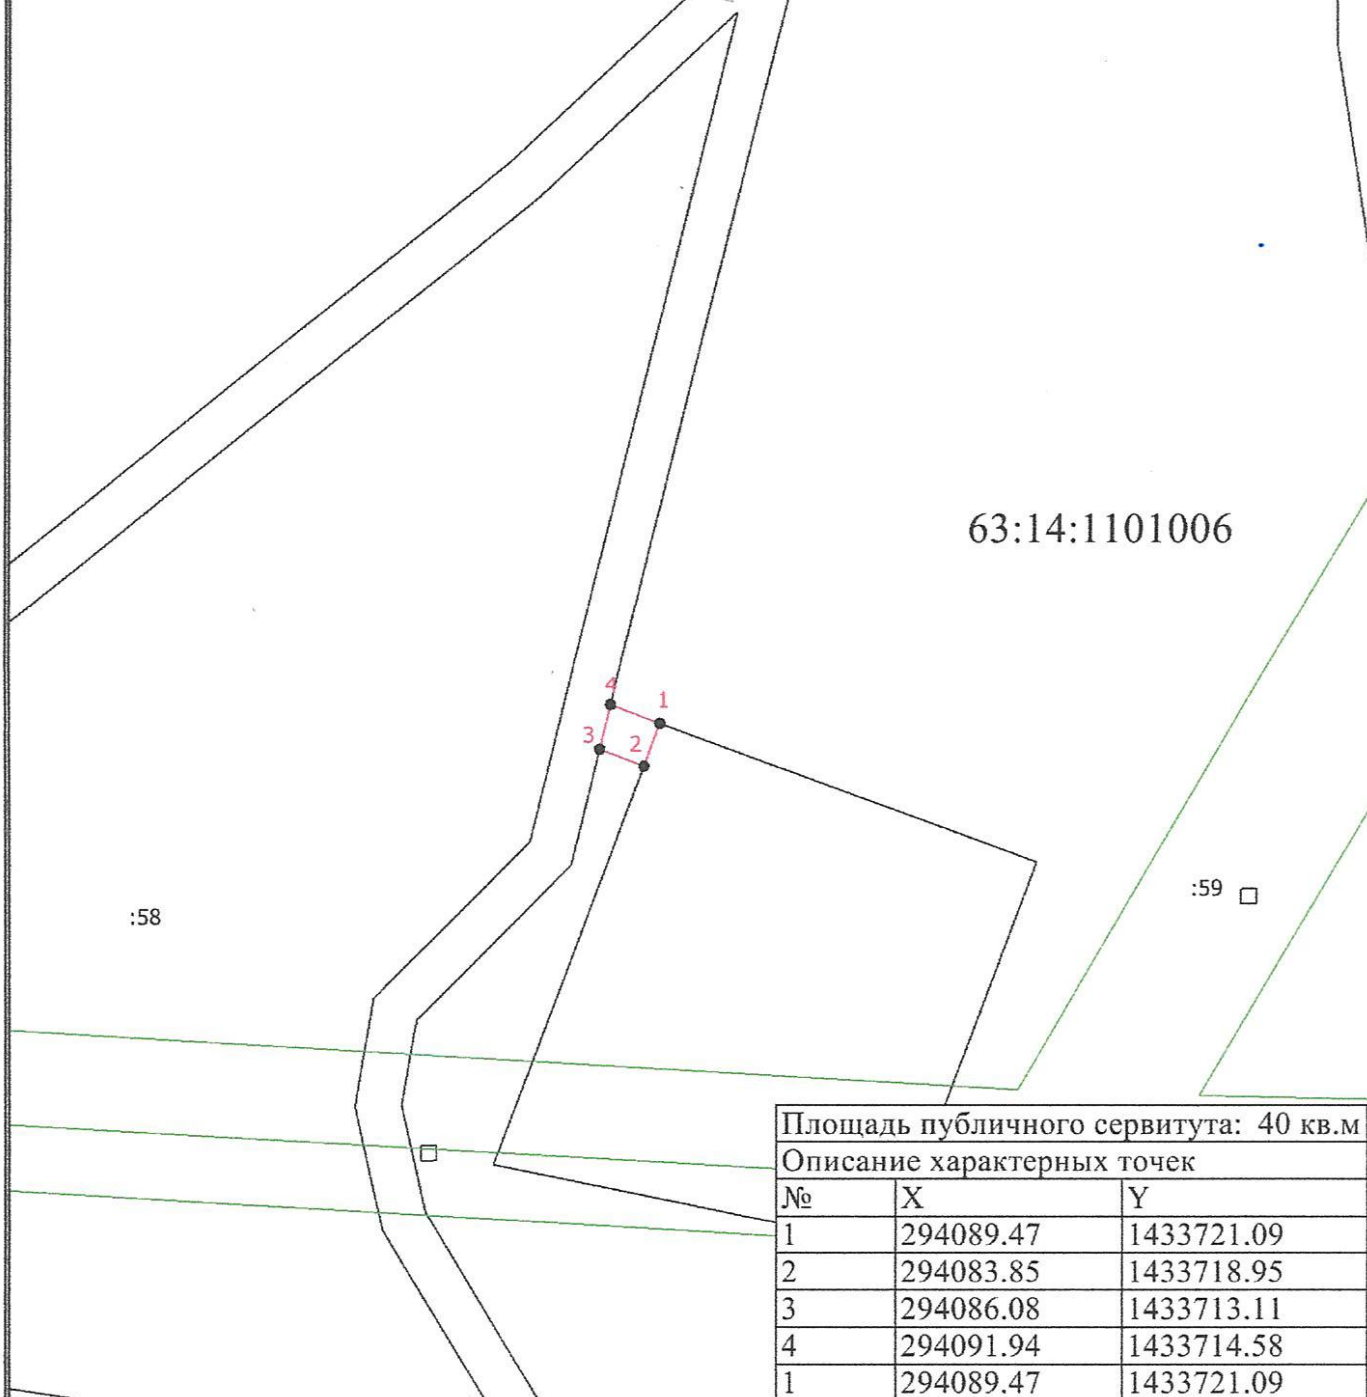 63:14:1101006
4
1
3
2
:59
:58
Площадь публичного сервитута: 40 кв.м
Описание характерных точек
№ X Y
1 294089.47 1433721.09
2 294083.85 1433718.95
3 294086.08 1433713.11
4 294091.94 1433714.58
1 294089.47 1433721.09